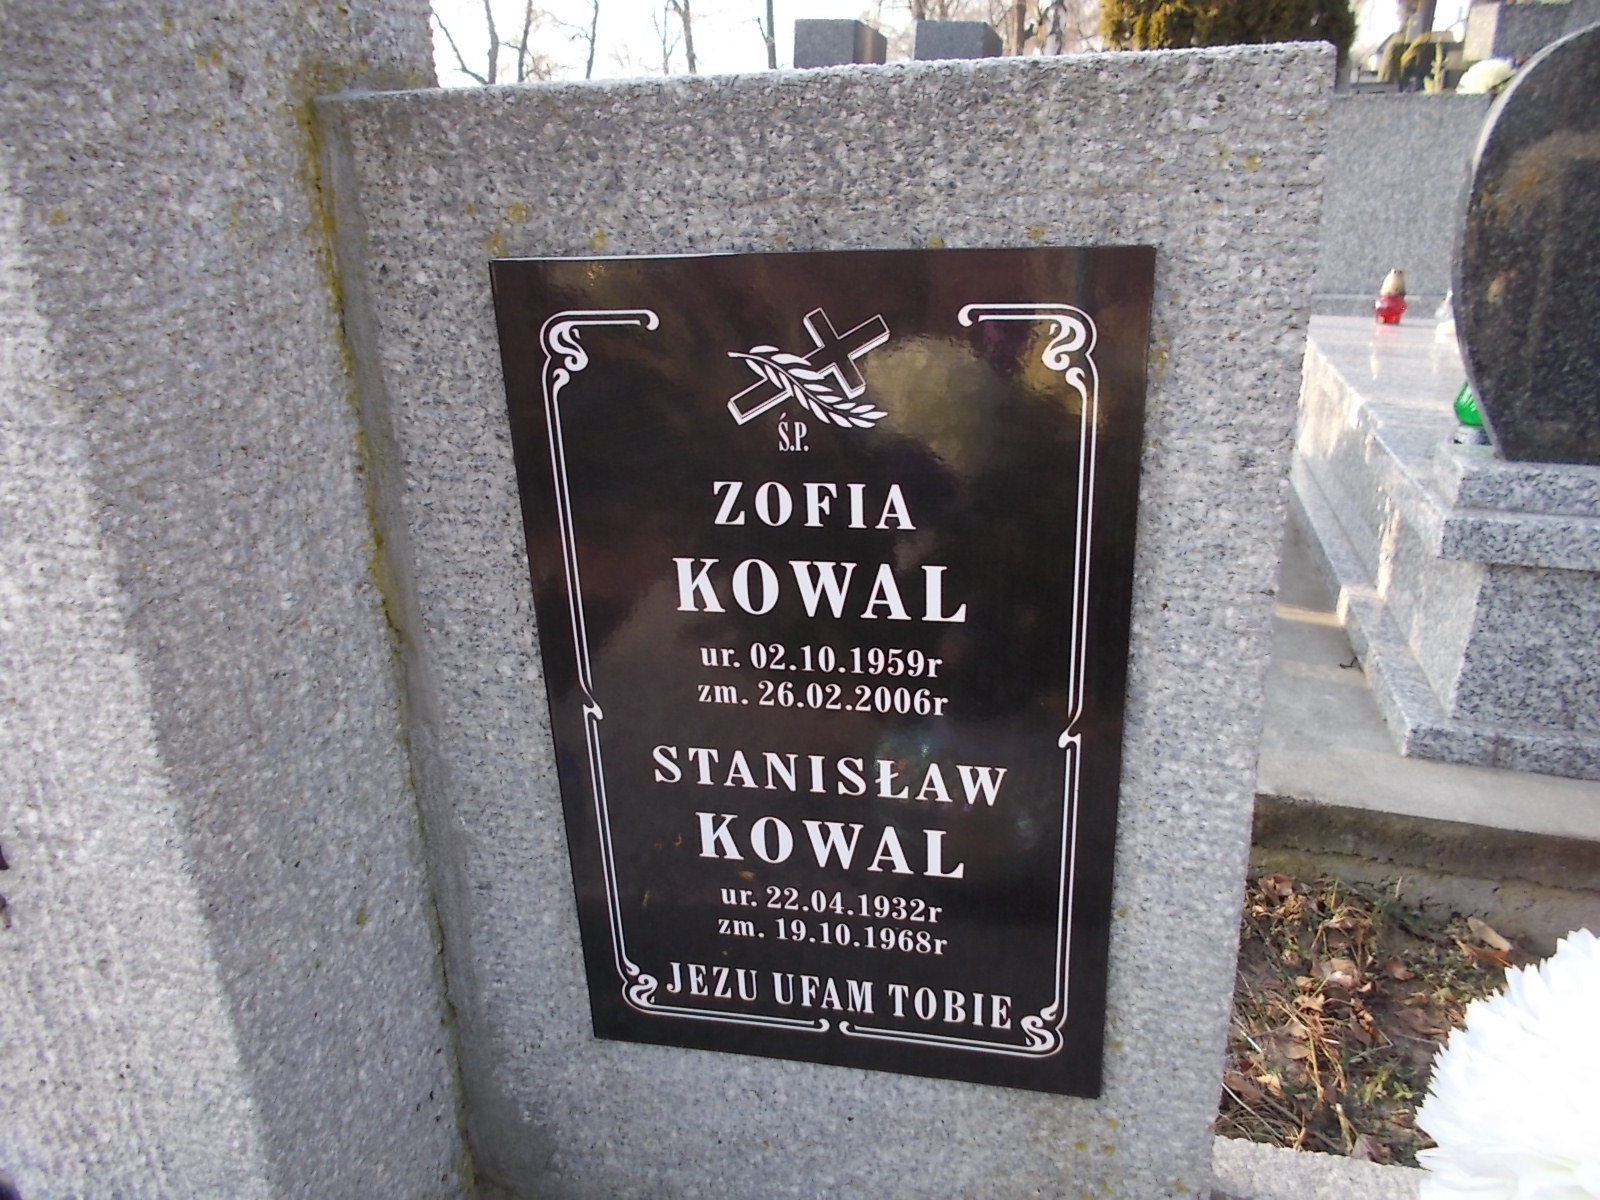 Ś.P.
ZOFIA
KOWAL
ur. 02.10.1959r
zm. 26.02.2006r
STANISŁAW
KOWAL
ur. 22.04.1932r
zm. 19.10.1968r
JEZU UFAM TOBIE